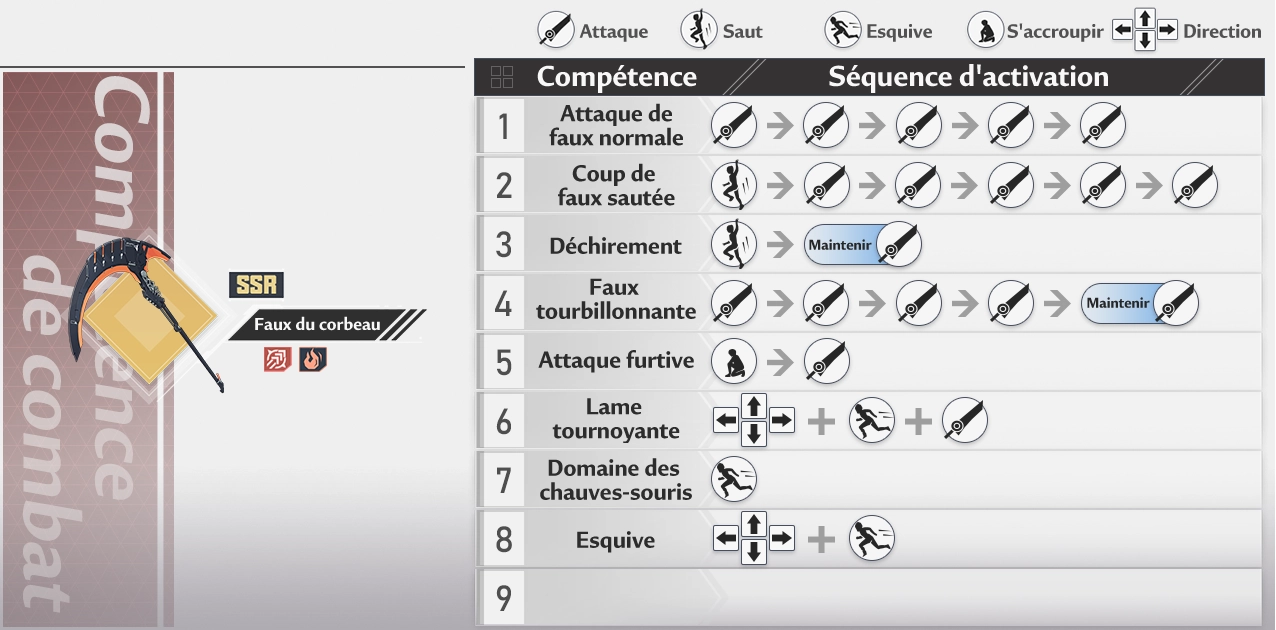 Attaque
Saut
Esquive
S'accroupir
Direction
Compétence
de combat
SSR
Faux du corbeau
Compétence
Séquence d'activation
1
Attaque de
faux normale
2
Coup de
faux sautée
3
Déchirement
Maintenir
4
Faux
tourbillonnante
Maintenir
5
Attaque furtive
6
Lame
tournoyante
7
Domaine des
chauves-souris
8
Esquive
9